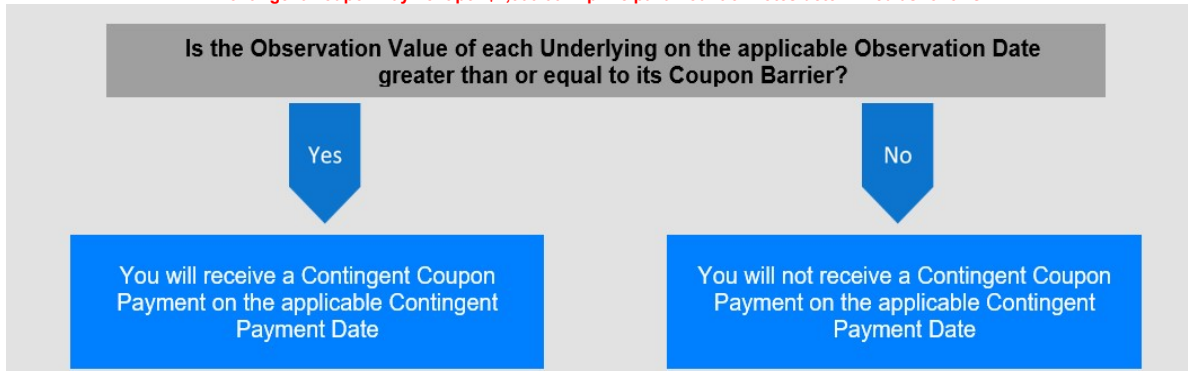 Is the Observation Value of each Underlying on the applicable Observation Date
greater than or equal to its Coupon Barrier?
Yes
No
You will receive a Contingent Coupon
Payment on the applicable Contingent
Payment Date
You will not receive a Contingent Coupon
Payment on the applicable Contingent
Payment Date